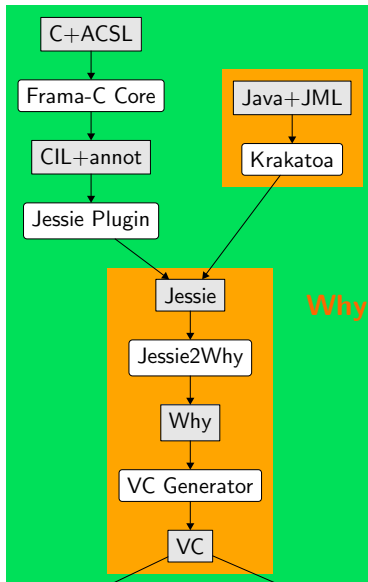 C+ACSL
Frama-C Core
Java+JML
CIL+annot
Krakatoa
Jessie Plugin
Jessie
Why
Jessie2Why
Why
VC Generator
VC